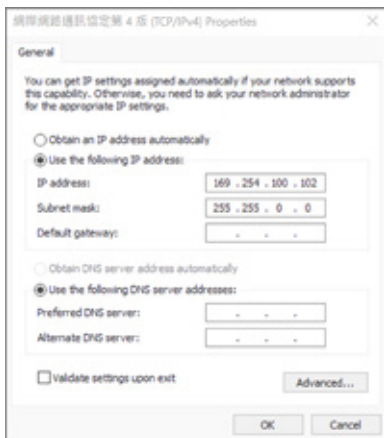 網際網路通訊協定第 4 版 (TCP/IPv4) Properties
General
You can get IP settings assigned automatically if your network supports
this capability. Otherwise, you need to ask your network administrator
for the appropriate IP settings.
Obtain an IP address automatically
Use the following IP address:
IP address: 169 . 254 . 100 . 102
Subnet mask: 255 . 255 . 0 . 0
Default gateway: . . .
Obtain DNS server address automatically
Use the following DNS server addresses:
Preferred DNS server: . . .
Alternate DNS server: . . .
Validate settings upon exit
Advanced...
OK Cancel